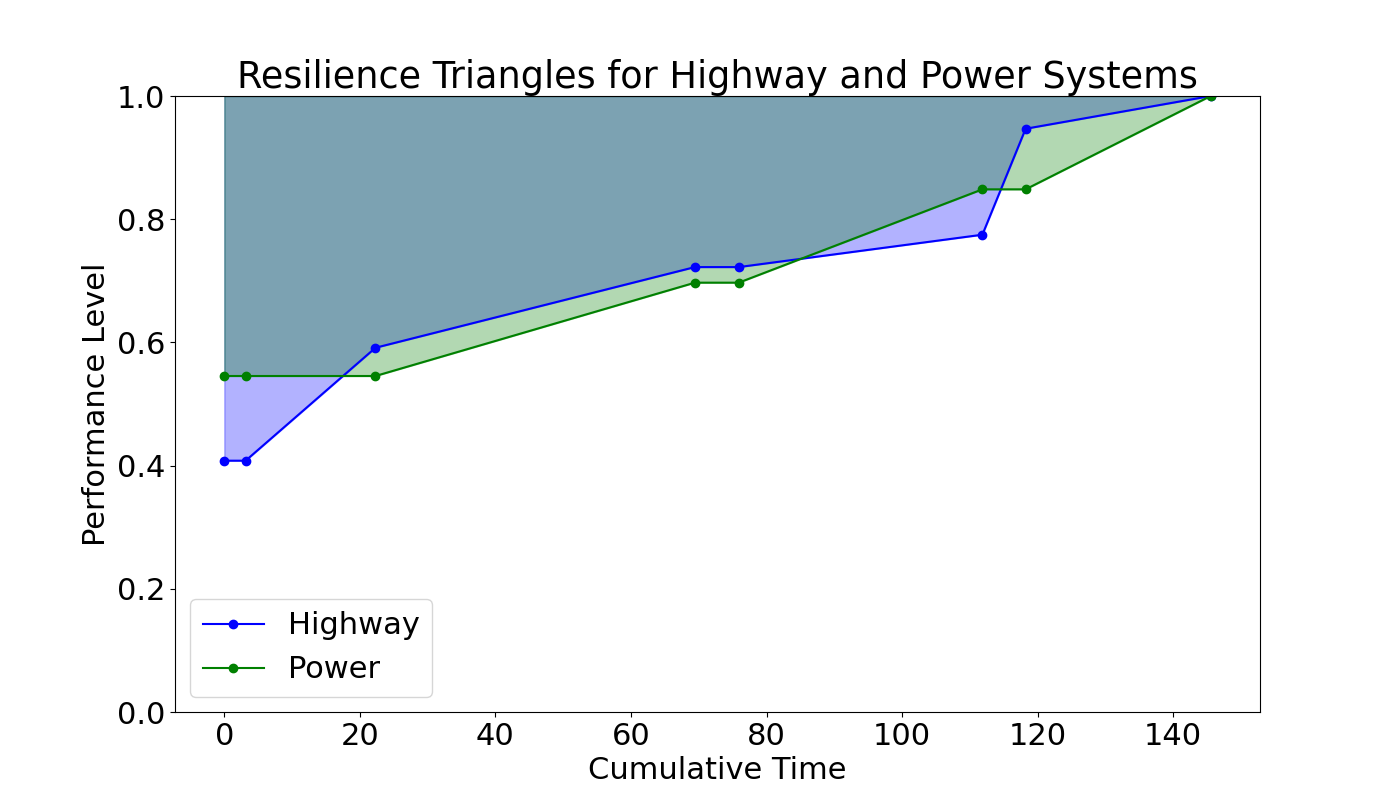 Resilience Triangles for Highway and Power Systems
1.0
0.8
0.6
0.4
0.2
0.0
Performance Level
Highway
Power
0 20 40 60 80 100 120 140
Cumulative Time